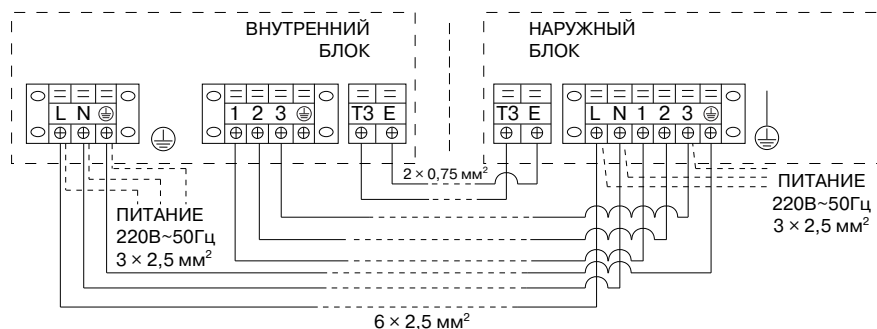 ВНУТРЕННИЙ
БЛОК
НАРУЖНЫЙ
БЛОК
L N
1 2 3
T3 E
T3 E
L N 1 2 3
2 × 0,75 мм²
ПИТАНИЕ
220В~50Гц
3 × 2,5 мм²
ПИТАНИЕ
220В~50Гц
3 × 2,5 мм²
6 × 2,5 мм²